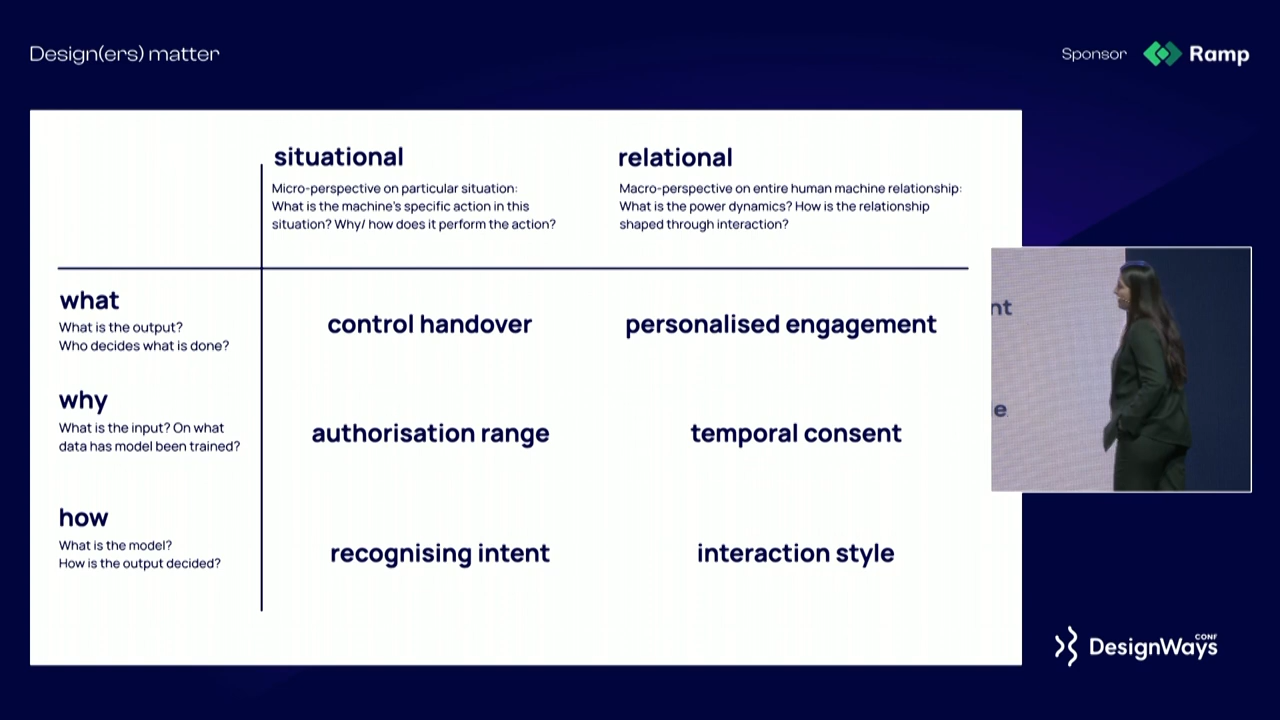 Design(ers) matter
Sponsor Ramp
situational
Micro-perspective on particular situation:
What is the machine's specific action in this
situation? Why/ how does it perform the action?
relational
Macro-perspective on entire human machine relationship:
What is the power dynamics? How is the relationship
shaped through interaction?
what
What is the output?
Who decides what is done?
control handover
personalised engagement
why
What is the input? On what
data has model been trained?
authorisation range
temporal consent
how
What is the model?
How is the output decided?
recognising intent
interaction style
nt
e
DesignWays CONF